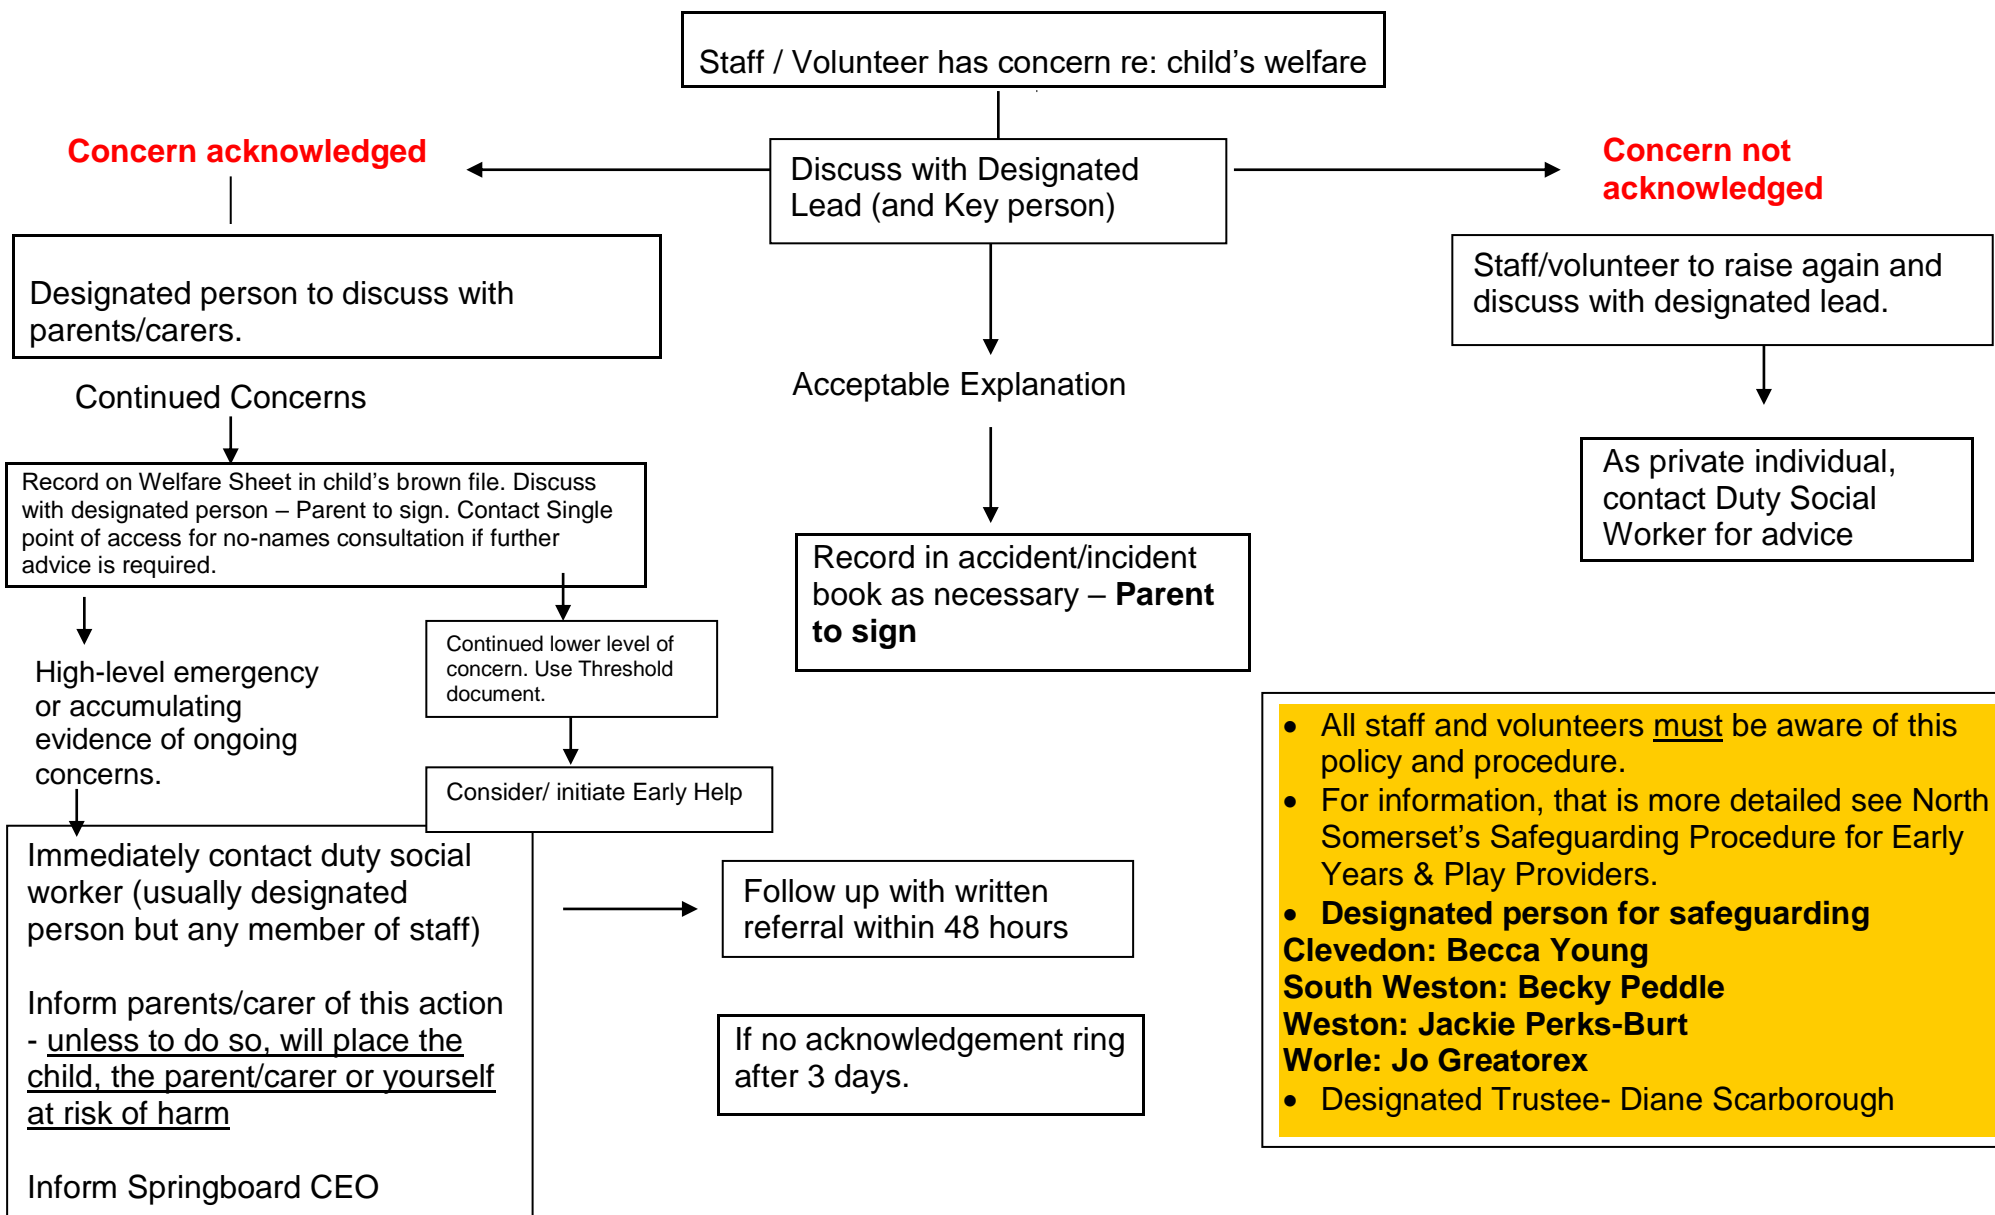 Staff / Volunteer has concern re: child’s welfare
Concern acknowledged
Discuss with Designated
Lead (and Key person)
Concern not
acknowledged
Designated person to discuss with
parents/carers.
Staff/volunteer to raise again and
discuss with designated lead.
Continued Concerns
Acceptable Explanation
As private individual,
contact Duty Social
Worker for advice
Record on Welfare Sheet in child’s brown file. Discuss
with designated person – Parent to sign. Contact Single
point of access for no-names consultation if further
advice is required.
Record in accident/incident
book as necessary – Parent
to sign
High-level emergency
or accumulating
evidence of ongoing
concerns.
Continued lower level of
concern. Use Threshold
document.
Consider/ initiate Early Help
Immediately contact duty social
worker (usually designated
person but any member of staff)
Inform parents/carer of this action
- unless to do so, will place the
child, the parent/carer or yourself
at risk of harm
Inform Springboard CEO
Follow up with written
referral within 48 hours
If no acknowledgement ring
after 3 days.
• All staff and volunteers must be aware of this
policy and procedure.
• For information, that is more detailed see North
Somerset’s Safeguarding Procedure for Early
Years & Play Providers.
• Designated person for safeguarding
Clevedon: Becca Young
South Weston: Becky Peddle
Weston: Jackie Perks-Burt
Worle: Jo Greatorex
• Designated Trustee- Diane Scarborough